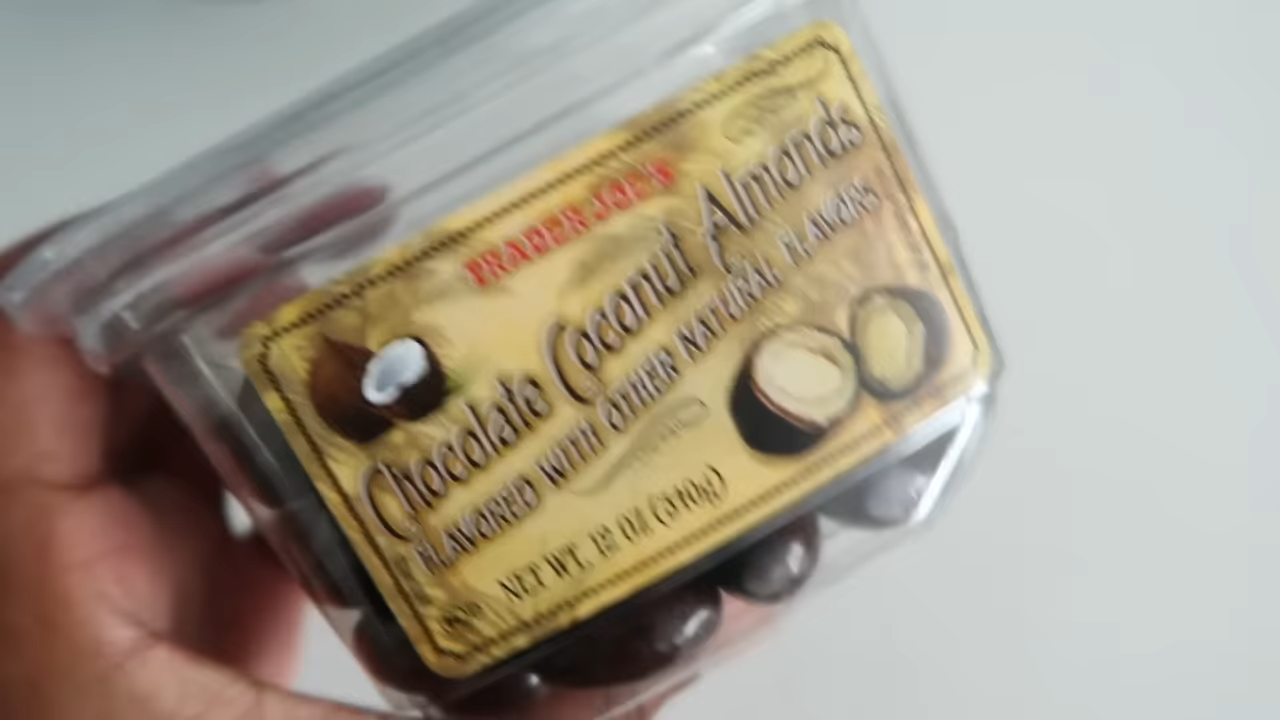 TRADER JOE'S
Chocolate Coconut Almonds
FLAVORED WITH OTHER NATURAL FLAVORS
NET WT. 12 OZ (340g)